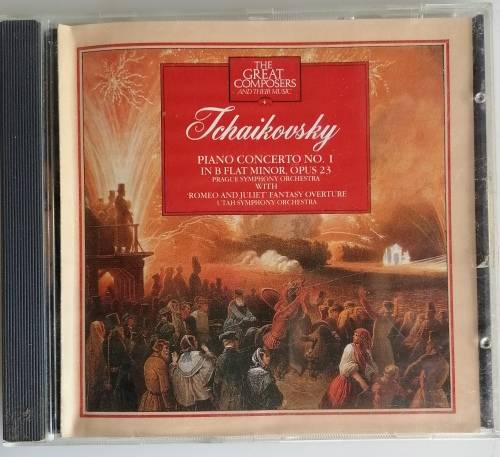 THE
GREAT
COMPOSERS
AND THEIR MUSIC
4
Tchaikovsky
PIANO CONCERTO NO. 1
IN B FLAT MINOR, OPUS 23
PRAGUE SYMPHONY ORCHESTRA
WITH
'ROMEO AND JULIET' FANTASY OVERTURE
UTAH SYMPHONY ORCHESTRA